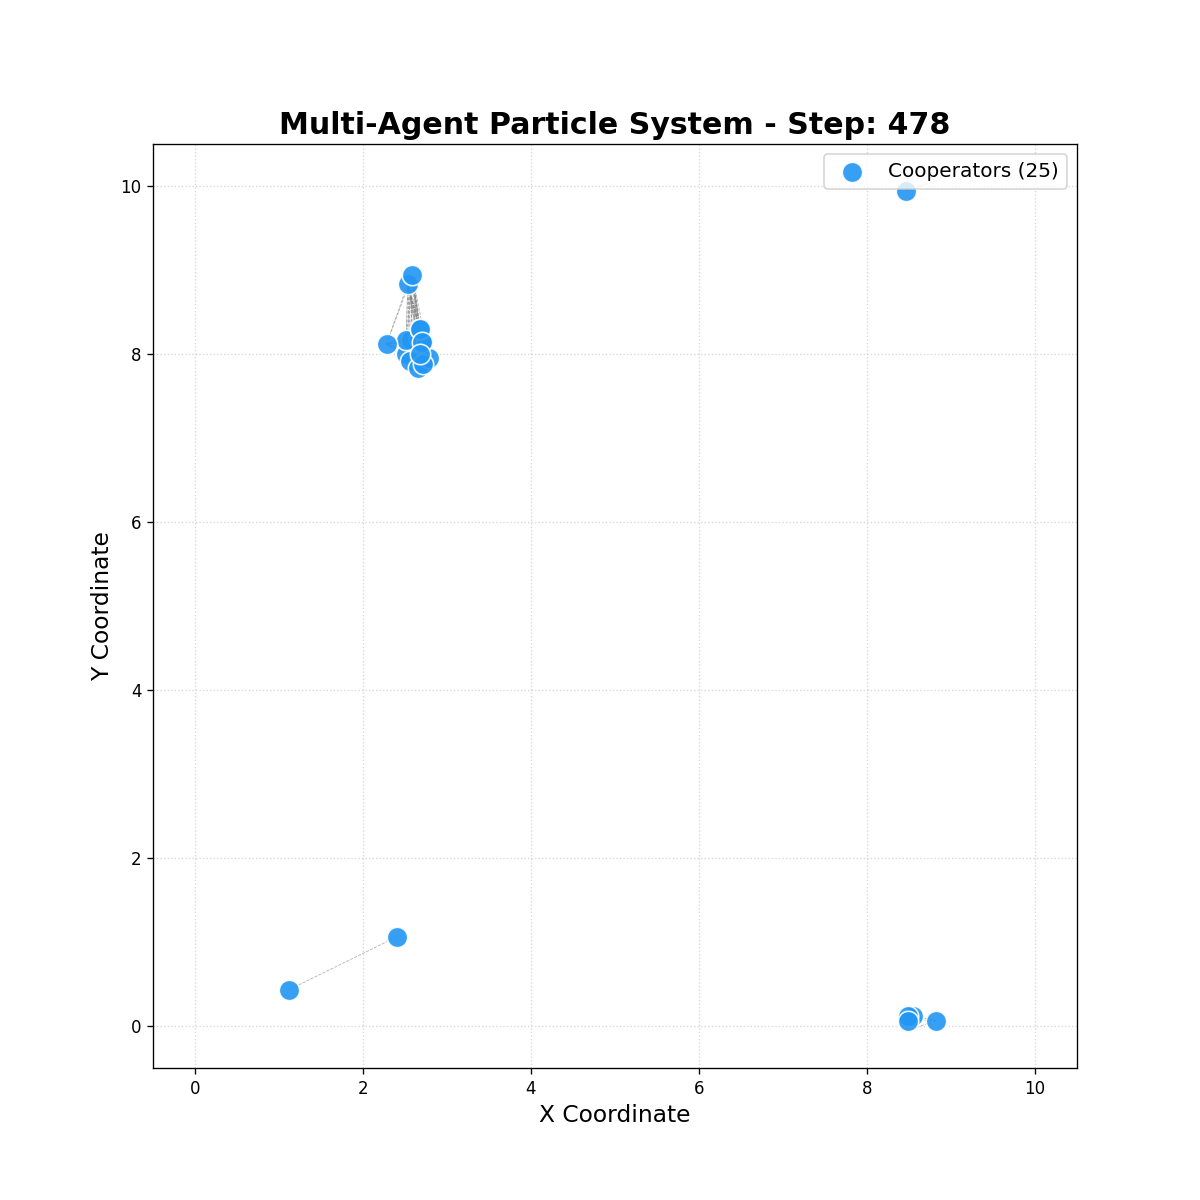 Multi-Agent Particle System - Step: 478
Cooperators (25)
10
8
6
4
2
0
Y Coordinate
0 2 4 6 8 10
X Coordinate